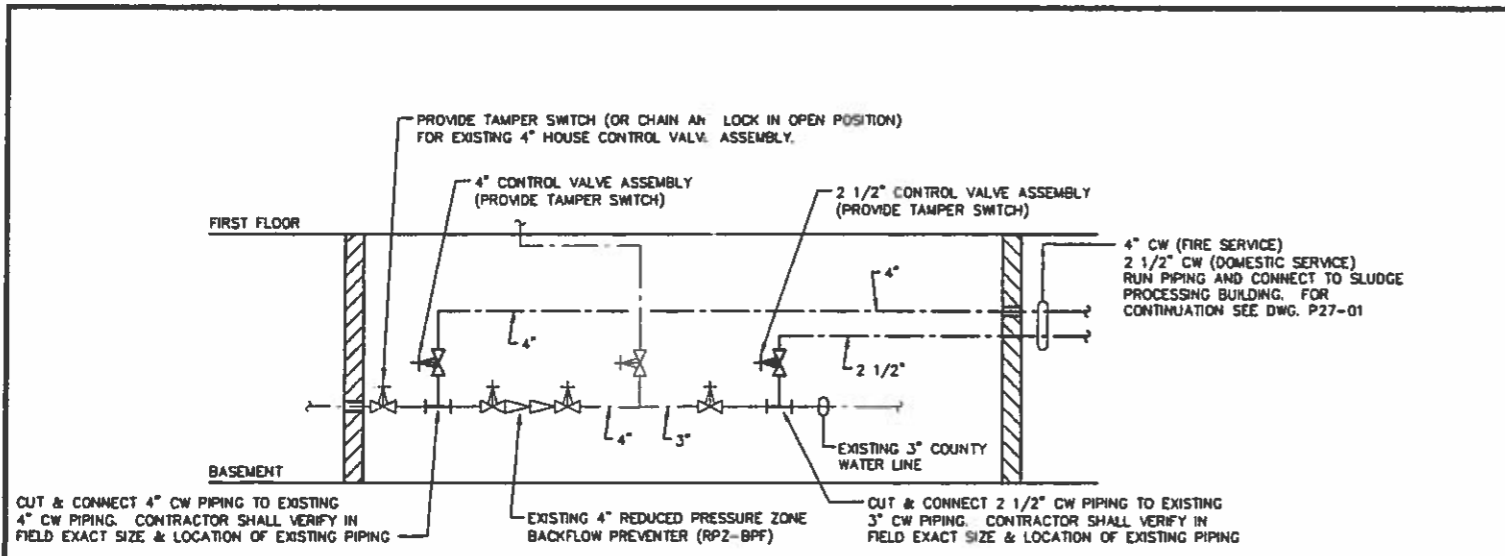 PROVIDE TAMPER SWITCH (OR CHAIN AN LOCK IN OPEN POSITION)
FOR EXISTING 4" HOUSE CONTROL VALV ASSEMBLY.
4" CONTROL VALVE ASSEMBLY
(PROVIDE TAMPER SWITCH)
2 1/2" CONTROL VALVE ASSEMBLY
(PROVIDE TAMPER SWITCH)
FIRST FLOOR
4" CW (FIRE SERVICE)
2 1/2" CW (DOMESTIC SERVICE)
RUN PIPING AND CONNECT TO SLUDGE
PROCESSING BUILDING. FOR
CONTINUATION SEE DWG. P27-01
4"
4"
2 1/2"
4"
3"
EXISTING 3" COUNTY
WATER LINE
BASEMENT
CUT & CONNECT 4" CW PIPING TO EXISTING
4" CW PIPING. CONTRACTOR SHALL VERIFY IN
FIELD EXACT SIZE & LOCATION OF EXISTING PIPING
EXISTING 4" REDUCED PRESSURE ZONE
BACKFLOW PREVENTER (RPZ-BPF)
CUT & CONNECT 2 1/2" CW PIPING TO EXISTING
3" CW PIPING. CONTRACTOR SHALL VERIFY IN
FIELD EXACT SIZE & LOCATION OF EXISTING PIPING